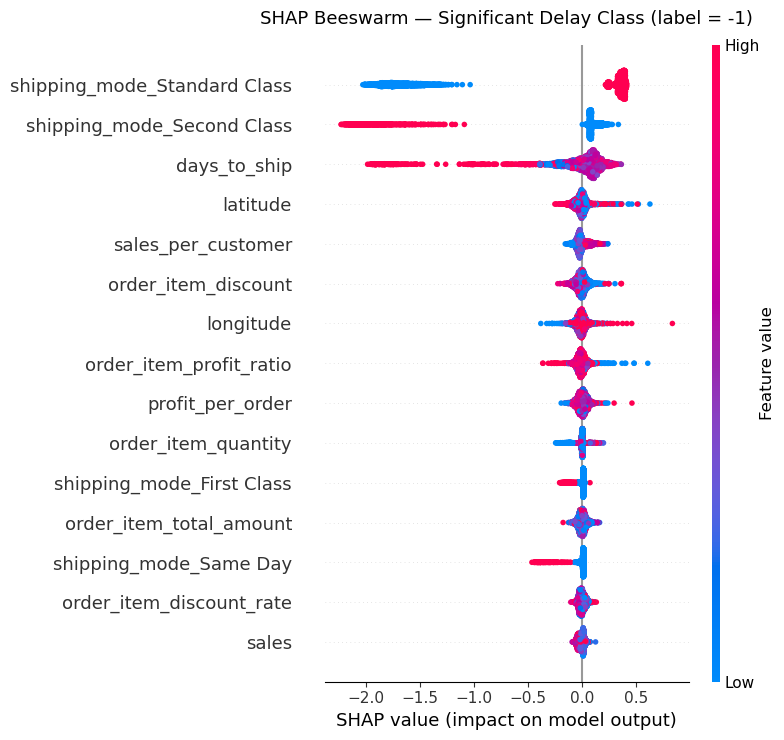 SHAP Beeswarm — Significant Delay Class (label = -1)
High
shipping_mode_Standard Class
shipping_mode_Second Class
days_to_ship
latitude
sales_per_customer
order_item_discount
longitude
order_item_profit_ratio
profit_per_order
order_item_quantity
shipping_mode_First Class
order_item_total_amount
shipping_mode_Same Day
order_item_discount_rate
sales
Feature value
Low
−2.0 −1.5 −1.0 −0.5 0.0 0.5
SHAP value (impact on model output)